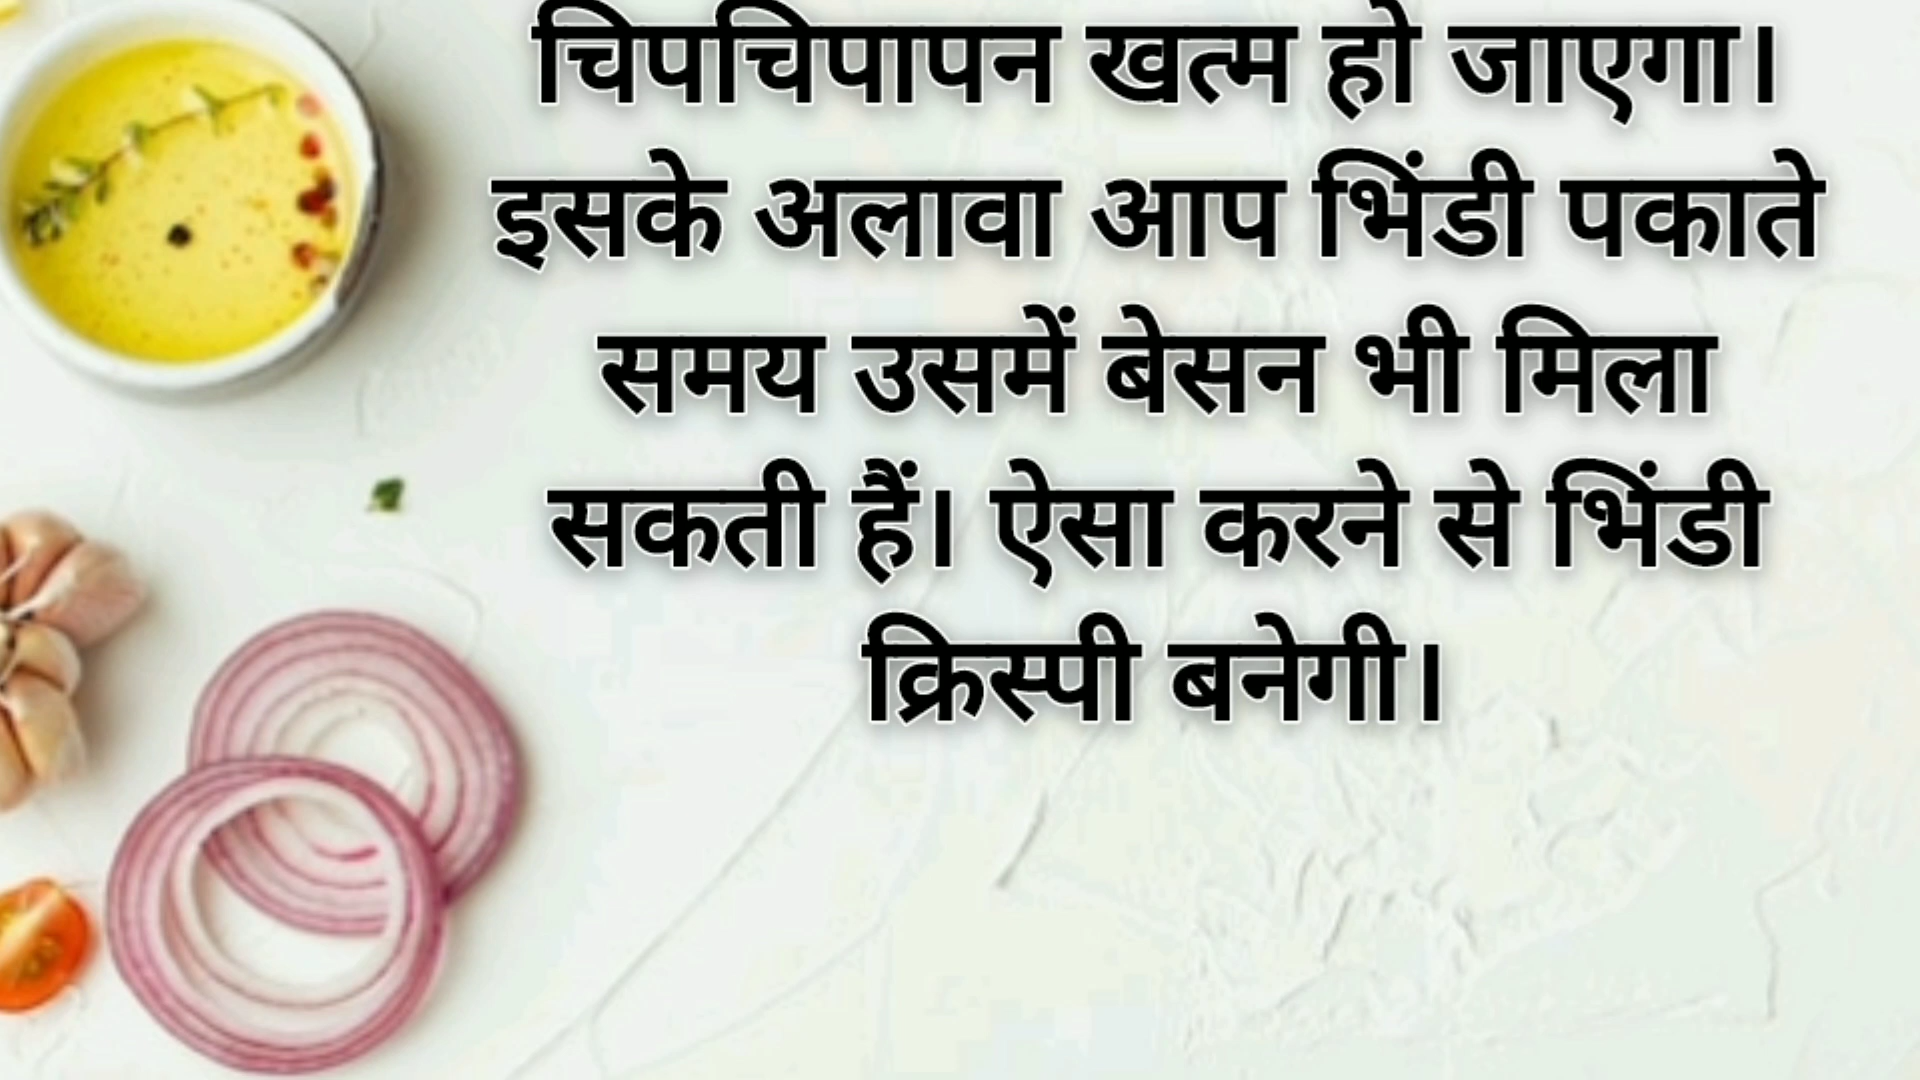 चिपचिपापन खत्म हो जाएगा।
इसके अलावा आप भिंडी पकाते
समय उसमें बेसन भी मिला
सकती हैं। ऐसा करने से भिंडी
क्रिस्पी बनेगी।